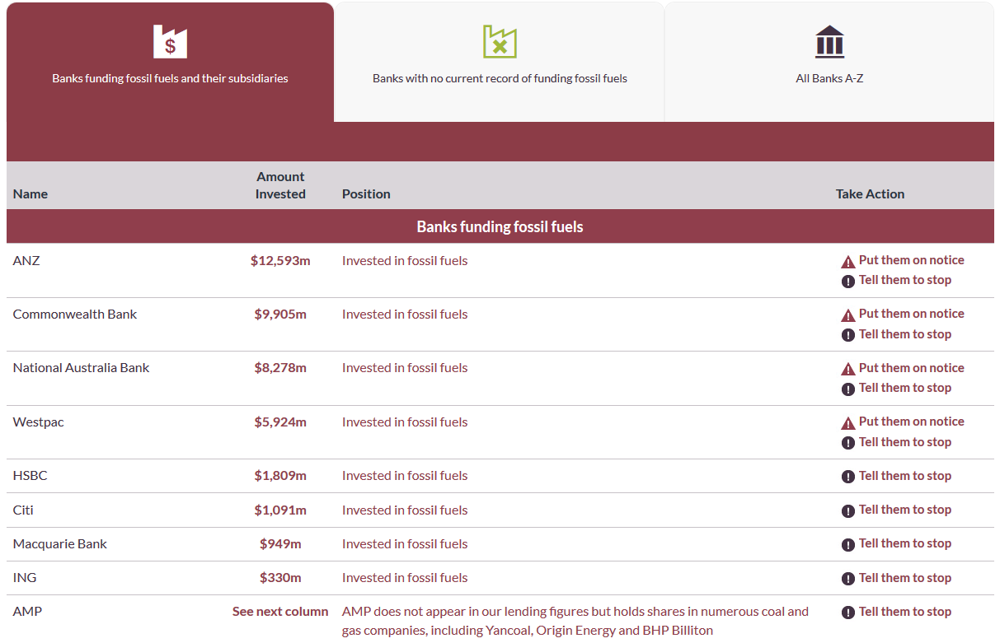 Banks funding fossil fuels and their subsidiaries
Banks with no current record of funding fossil fuels
All Banks A-Z
Name
Amount
Invested
Position
Take Action
Banks funding fossil fuels
ANZ
$12,593m
Invested in fossil fuels
Put them on notice
Tell them to stop
Commonwealth Bank
$9,905m
Invested in fossil fuels
Put them on notice
Tell them to stop
National Australia Bank
$8,278m
Invested in fossil fuels
Put them on notice
Tell them to stop
Westpac
$5,924m
Invested in fossil fuels
Put them on notice
Tell them to stop
HSBC
$1,809m
Invested in fossil fuels
Tell them to stop
Citi
$1,091m
Invested in fossil fuels
Tell them to stop
Macquarie Bank
$949m
Invested in fossil fuels
Tell them to stop
ING
$330m
Invested in fossil fuels
Tell them to stop
AMP
See next column
AMP does not appear in our lending figures but holds shares in numerous coal and
gas companies, including Yancoal, Origin Energy and BHP Billiton
Tell them to stop